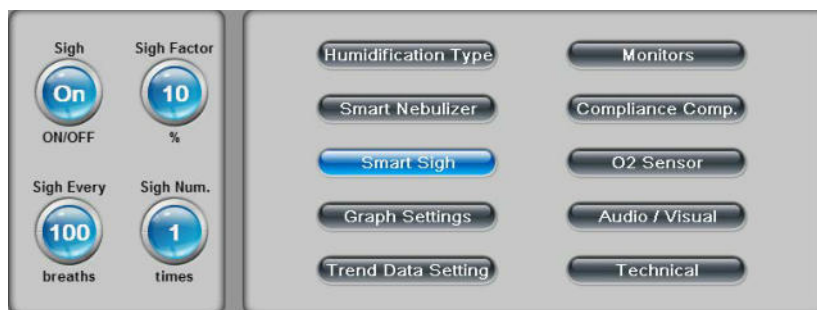 Sigh Sigh Factor
On 10
ON/OFF %
Sigh Every Sigh Num.
100 1
breaths times
Humidification Type Monitors
Smart Nebulizer Compliance Comp.
Smart Sigh O2 Sensor
Graph Settings Audio / Visual
Trend Data Setting Technical